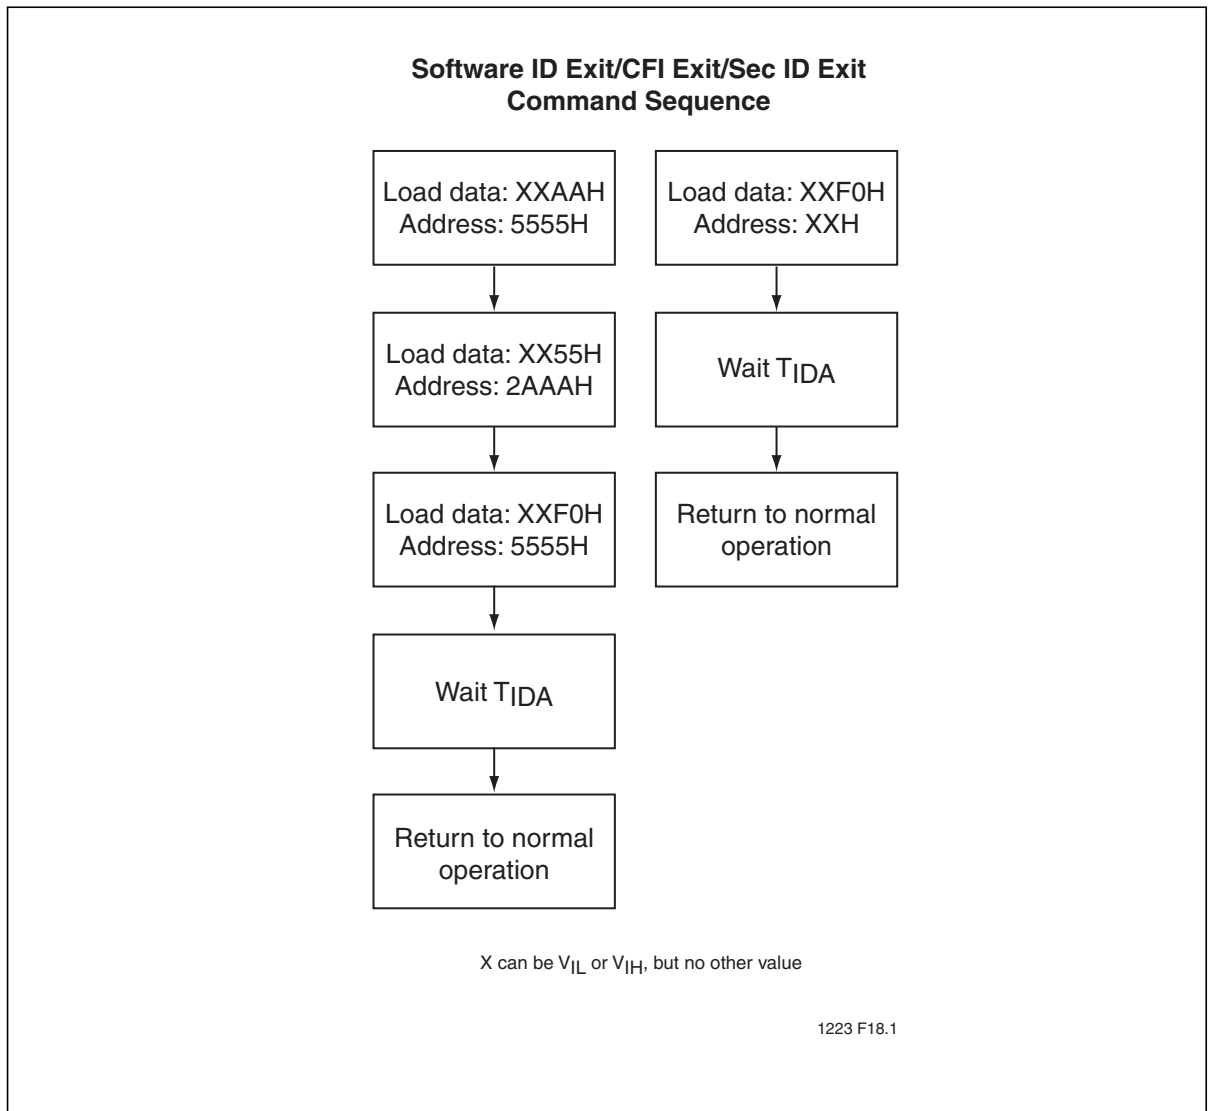 Software ID Exit/CFI Exit/Sec ID Exit
Command Sequence
Load data: XXAAH
Address: 5555H
Load data: XX55H
Address: 2AAAH
Load data: XXF0H
Address: 5555H
Wait TIDA
Return to normal
operation
Load data: XXF0H
Address: XXH
Wait TIDA
Return to normal
operation
X can be VIL or VIH, but no other value
1223 F18.1